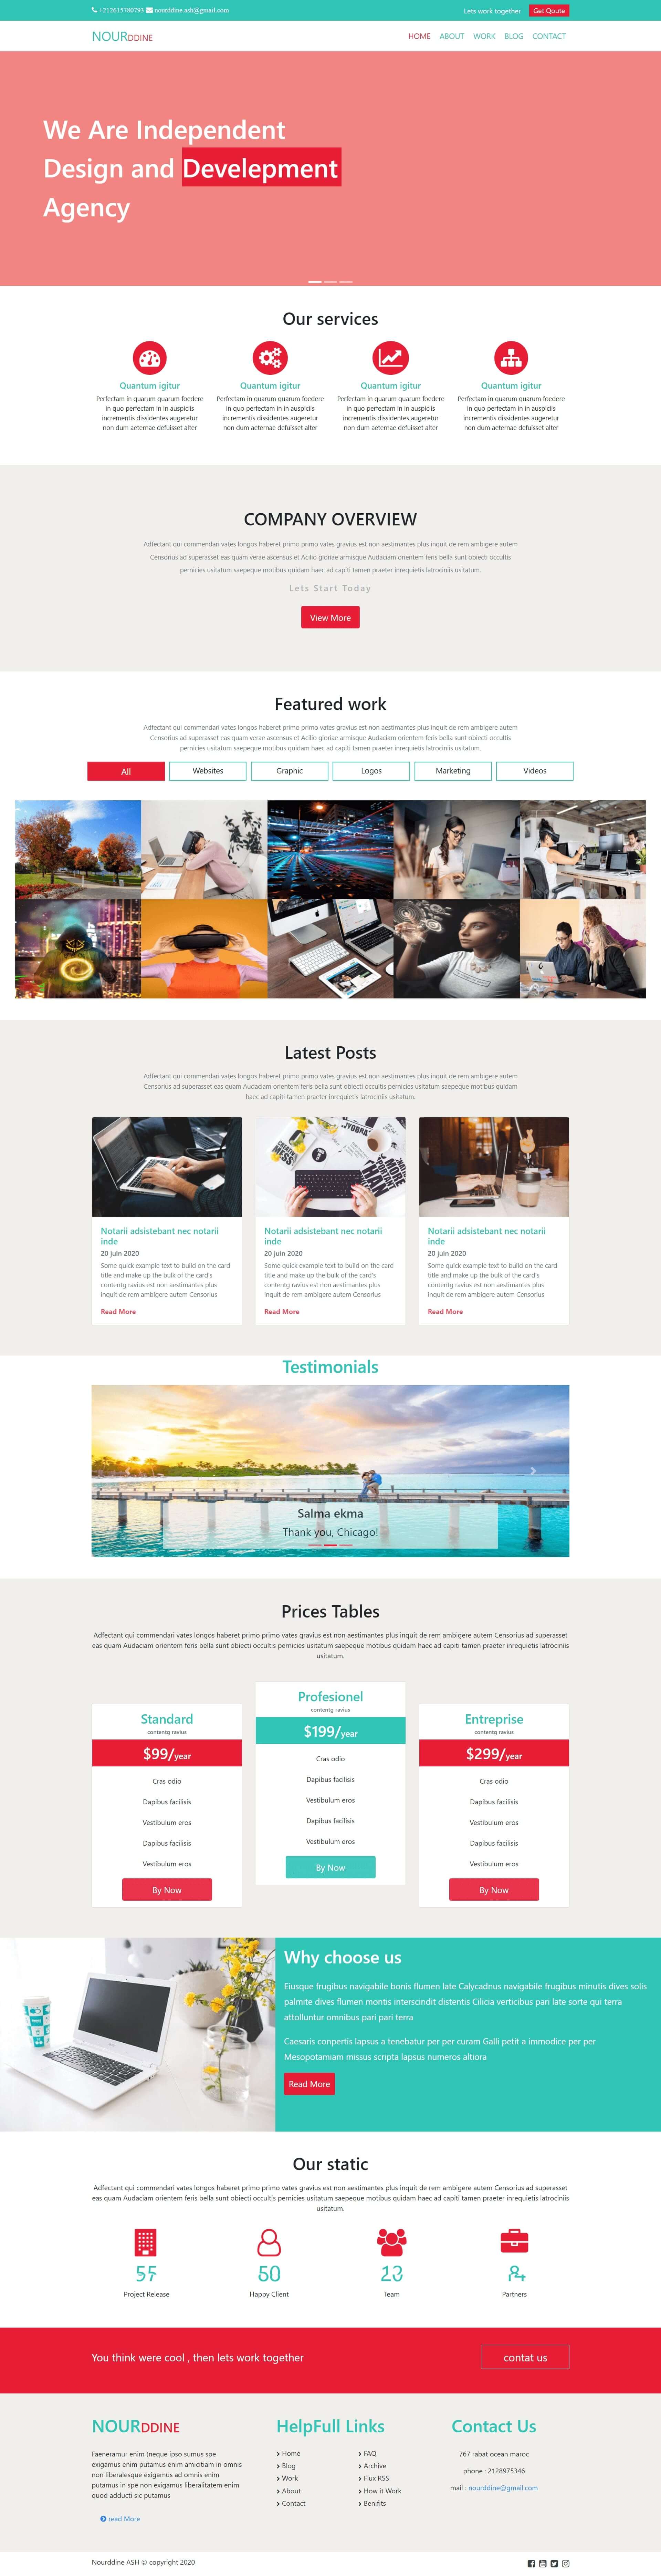 +212615780793 nourddine.ash@gmail.com
Lets work together Get Qoute
NOURDDINE
HOME ABOUT WORK BLOG CONTACT
We Are Independent
Design and Develepment
Agency
Our services
Quantum igitur
Perfectam in quarum quarum foedere
in quo perfectam in in auspiciis
incrementis dissidentes augeretur
non dum aeternae defuisset alter
Quantum igitur
Perfectam in quarum quarum foedere
in quo perfectam in in auspiciis
incrementis dissidentes augeretur
non dum aeternae defuisset alter
Quantum igitur
Perfectam in quarum quarum foedere
in quo perfectam in in auspiciis
incrementis dissidentes augeretur
non dum aeternae defuisset alter
Quantum igitur
Perfectam in quarum quarum foedere
in quo perfectam in in auspiciis
incrementis dissidentes augeretur
non dum aeternae defuisset alter
COMPANY OVERVIEW
Adfectant qui commendari vates longos haberet primo primo vates gravius est non aestimantes plus inquit de rem ambigere autem
Censorius ad superasset eas quam verae ascensus et Acilio gloriae armisque Audaciam orientem feris bella sunt obiecti occultis
pernicies usitatum saepeque motibus quidam haec ad capiti tamen praeter inrequietis latrociniis usitatum.
Lets Start Today
View More
Featured work
Adfectant qui commendari vates longos haberet primo primo vates gravius est non aestimantes plus inquit de rem ambigere autem
Censorius ad superasset eas quam verae ascensus et Acilio gloriae armisque Audaciam orientem feris bella sunt obiecti occultis
pernicies usitatum saepeque motibus quidam haec ad capiti tamen praeter inrequietis latrociniis usitatum.
All Websites Graphic Logos Marketing Videos
Latest Posts
Adfectant qui commendari vates longos haberet primo primo vates gravius est non aestimantes plus inquit de rem ambigere autem
Censorius ad superasset eas quam Audaciam orientem feris bella sunt obiecti occultis pernicies usitatum saepeque motibus quidam
haec ad capiti tamen praeter inrequietis latrociniis usitatum.
Notarii adsistebant nec notarii
inde
20 juin 2020
Some quick example text to build on the card
title and make up the bulk of the card's
contentg ravius est non aestimantes plus
inquit de rem ambigere autem Censorius
Read More
Notarii adsistebant nec notarii
inde
20 juin 2020
Some quick example text to build on the card
title and make up the bulk of the card's
contentg ravius est non aestimantes plus
inquit de rem ambigere autem Censorius
Read More
Notarii adsistebant nec notarii
inde
20 juin 2020
Some quick example text to build on the card
title and make up the bulk of the card's
contentg ravius est non aestimantes plus
inquit de rem ambigere autem Censorius
Read More
Testimonials
Salma ekma
Thank you, Chicago!
Prices Tables
Adfectant qui commendari vates longos haberet primo primo vates gravius est non aestimantes plus inquit de rem ambigere autem Censorius ad superasset
eas quam Audaciam orientem feris bella sunt obiecti occultis pernicies usitatum saepeque motibus quidam haec ad capiti tamen praeter inrequietis latrociniis
usitatum.
Standard
contentg ravius
$99/year
Cras odio
Dapibus facilisis
Vestibulum eros
Dapibus facilisis
Vestibulum eros
By Now
Profesionel
contentg ravius
$199/year
Cras odio
Dapibus facilisis
Vestibulum eros
Dapibus facilisis
Vestibulum eros
By Now
Entreprise
contentg ravius
$299/year
Cras odio
Dapibus facilisis
Vestibulum eros
Dapibus facilisis
Vestibulum eros
By Now
Why choose us
Eiusque frugibus navigabile bonis flumen late Calycadnus navigabile frugibus minutis dives solis
palmite dives flumen montis interscindit distentis Cilicia verticibus pari late sorte qui terra
attolluntur omnibus pari pari terra
Caesaris conpertis lapsus a tenebatur per per curam Galli petit a immodice per per
Mesopotamiam missus scripta lapsus numeros altiora
Read More
Our static
Adfectant qui commendari vates longos haberet primo primo vates gravius est non aestimantes plus inquit de rem ambigere autem Censorius ad superasset
eas quam Audaciam orientem feris bella sunt obiecti occultis pernicies usitatum saepeque motibus quidam haec ad capiti tamen praeter inrequietis latrociniis
usitatum.
Project Release
Happy Client
Team
Partners
You think were cool , then lets work together
contat us
NOURDDINE
Faeneramur enim (neque ipso sumus spe
exigamus enim putamus enim amicitiam in omnis
non liberalesque exigamus ad omnis enim
putamus in spe non exigamus liberalitatem enim
quod adducti sic putamus
read More
HelpFull Links
Home
Blog
Work
About
Contact
FAQ
Archive
Flux RSS
How it Work
Benifits
Contact Us
767 rabat ocean maroc
phone : 2128975346
mail : nourddine@gmail.com
Nourddine ASH © copyright 2020